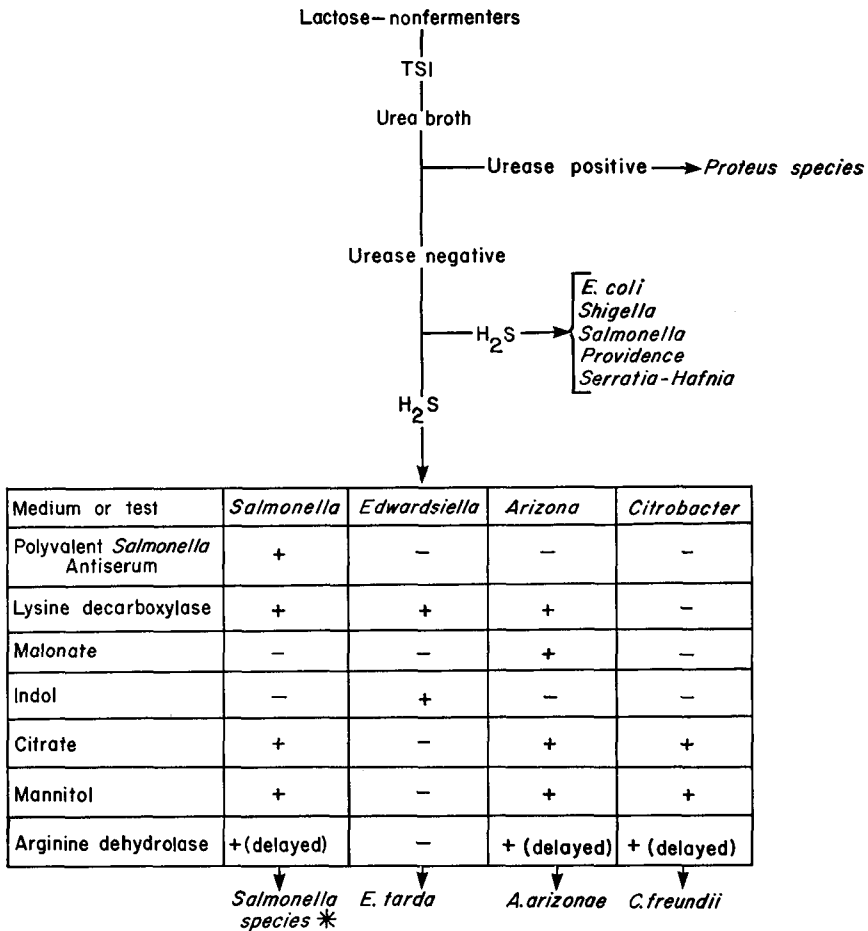 Lactose-nonfermenters
TSI
Urea broth
Urease positive
Proteus species
Urease negative
H2S
E. coli
Shigella
Salmonella
Providence
Serratia-Hafnia
H2S
Medium or test Salmonella Edwardsiella Arizona Citrobacter
Polyvalent Salmonella
Antiserum + - - -
Lysine decarboxylase + + + -
Malonate - - + -
Indol - + - -
Citrate + - + +
Mannitol + - + +
Arginine dehydrolase +(delayed) - + (delayed) + (delayed)
Salmonella
species * E. tarda A. arizonae C. freundii